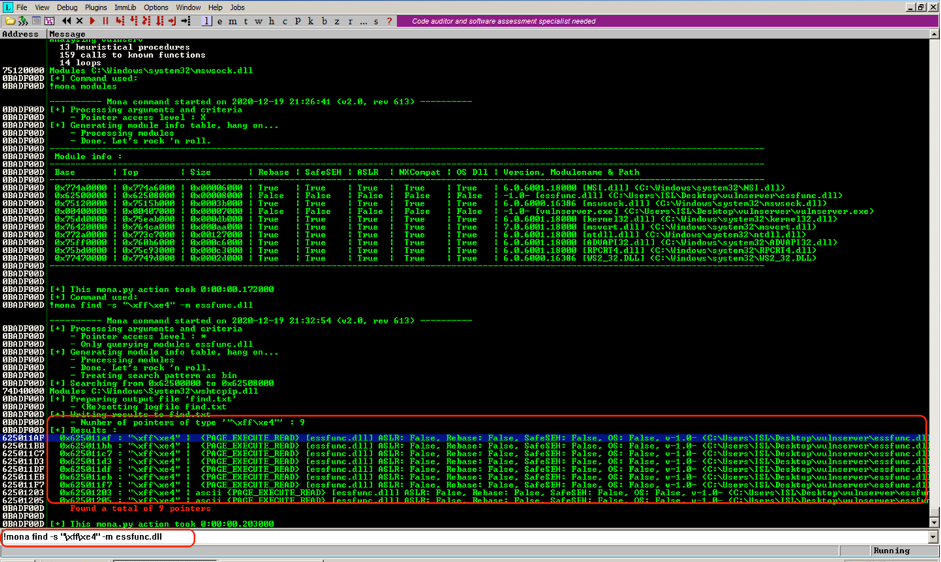 File View Debug Plugins ImmLib Options Window Help Jobs
l e m t w h c P k b z r ... s ? Code auditor and software assessment specialist needed
Address Message
Analysing vulnserv
13 heuristical procedures
159 calls to known functions
14 loops
75120000 Modules C:\Windows\system32\mswsock.dll
0BADF00D [+] Command used:
0BADF00D !mona modules
---------- Mona command started on 2020-12-19 21:26:41 (v2.0, rev 613) ----------
0BADF00D [+] Processing arguments and criteria
0BADF00D - Pointer access level : X
0BADF00D [+] Generating module info table, hang on...
0BADF00D - Processing modules
0BADF00D - Done. Let's rock 'n roll.
0BADF00D Module info :
0BADF00D Base | Top | Size | Rebase | SafeSEH | ASLR | NXCompat | OS Dll | Version, Modulename & Path
0BADF00D 0x774a0000 | 0x774a6000 | 0x00006000 | True | True | True | True | True | 6.0.6001.18000 [NSI.dll] (C:\Windows\system32\NSI.dll)
0BADF00D 0x62500000 | 0x62508000 | 0x00008000 | False | False | False | False | False | -1.0- [essfunc.dll] (C:\Users\ISL\Desktop\vulnserver\essfunc.dll)
0BADF00D 0x75120000 | 0x7515b000 | 0x0003b000 | True | True | True | True | True | 6.0.6000.16386 [mswsock.dll] (C:\Windows\system32\mswsock.dll)
0BADF00D 0x00400000 | 0x00407000 | 0x00007000 | False | False | False | False | False | -1.0- [vulnserver.exe] (C:\Users\ISL\Desktop\vulnserver\vulnserver.exe)
0BADF00D 0x75dd0000 | 0x75eab000 | 0x000db000 | True | True | True | True | True | 6.0.6001.18000 [kernel32.dll] (C:\Windows\system32\kernel32.dll)
0BADF00D 0x76420000 | 0x764ca000 | 0x000aa000 | True | True | True | True | True | 7.0.6001.18000 [msvcrt.dll] (C:\Windows\system32\msvcrt.dll)
0BADF00D 0x772a0000 | 0x773c7000 | 0x00127000 | True | True | True | True | True | 6.0.6001.18000 [ntdll.dll] (C:\Windows\system32\ntdll.dll)
0BADF00D 0x75ff0000 | 0x760b6000 | 0x000c6000 | True | True | True | True | True | 6.0.6001.18000 [ADVAPI32.dll] (C:\Windows\system32\ADVAPI32.dll)
0BADF00D 0x75bd0000 | 0x75c93000 | 0x000c3000 | True | True | True | True | True | 6.0.6001.18000 [RPCRT4.dll] (C:\Windows\system32\RPCRT4.dll)
0BADF00D 0x77470000 | 0x7749d000 | 0x0002d000 | True | True | True | True | True | 6.0.6000.16386 [WS2_32.DLL] (C:\Windows\system32\WS2_32.DLL)
0BADF00D [+] This mona.py action took 0:00:00.172000
0BADF00D [+] Command used:
0BADF00D !mona find -s "\xff\xe4" -m essfunc.dll
---------- Mona command started on 2020-12-19 21:32:54 (v2.0, rev 613) ----------
0BADF00D [+] Processing arguments and criteria
0BADF00D - Pointer access level : *
0BADF00D - Only querying modules essfunc.dll
0BADF00D [+] Generating module info table, hang on...
0BADF00D - Processing modules
0BADF00D - Done. Let's rock 'n roll.
0BADF00D - Treating search pattern as bin
0BADF00D [+] Searching from 0x62500000 to 0x62508000
74D40000 Modules C:\Windows\System32\wshtcpip.dll
0BADF00D [+] Preparing output file 'find.txt'
0BADF00D - (Re)setting logfile find.txt
0BADF00D [+] Writing results to find.txt
0BADF00D - Number of pointers of type '"\xff\xe4"' : 9
0BADF00D [+] Results :
625011AF 0x625011af : "\xff\xe4" | {PAGE_EXECUTE_READ} [essfunc.dll] ASLR: False, Rebase: False, SafeSEH: False, OS: False, v-1.0- (C:\Users\ISL\Desktop\vulnserver\essfunc.dll
625011BB 0x625011bb : "\xff\xe4" | {PAGE_EXECUTE_READ} [essfunc.dll] ASLR: False, Rebase: False, SafeSEH: False, OS: False, v-1.0- (C:\Users\ISL\Desktop\vulnserver\essfunc.dll
625011C7 0x625011c7 : "\xff\xe4" | {PAGE_EXECUTE_READ} [essfunc.dll] ASLR: False, Rebase: False, SafeSEH: False, OS: False, v-1.0- (C:\Users\ISL\Desktop\vulnserver\essfunc.dll
625011D3 0x625011d3 : "\xff\xe4" | {PAGE_EXECUTE_READ} [essfunc.dll] ASLR: False, Rebase: False, SafeSEH: False, OS: False, v-1.0- (C:\Users\ISL\Desktop\vulnserver\essfunc.dll
625011DF 0x625011df : "\xff\xe4" | {PAGE_EXECUTE_READ} [essfunc.dll] ASLR: False, Rebase: False, SafeSEH: False, OS: False, v-1.0- (C:\Users\ISL\Desktop\vulnserver\essfunc.dll
625011EB 0x625011eb : "\xff\xe4" | {PAGE_EXECUTE_READ} [essfunc.dll] ASLR: False, Rebase: False, SafeSEH: False, OS: False, v-1.0- (C:\Users\ISL\Desktop\vulnserver\essfunc.dll
625011F7 0x625011f7 : "\xff\xe4" | {PAGE_EXECUTE_READ} [essfunc.dll] ASLR: False, Rebase: False, SafeSEH: False, OS: False, v-1.0- (C:\Users\ISL\Desktop\vulnserver\essfunc.dll
62501203 0x62501203 : "\xff\xe4" | ascii {PAGE_EXECUTE_READ} [essfunc.dll] ASLR: False, Rebase: False, SafeSEH: False, OS: False, v-1.0- (C:\Users\ISL\Desktop\vulnserver\es
62501205 0x62501205 : "\xff\xe4" | ascii {PAGE_EXECUTE_READ} [essfunc.dll] ASLR: False, Rebase: False, SafeSEH: False, OS: False, v-1.0- (C:\Users\ISL\Desktop\vulnserver\es
0BADF00D Found a total of 9 pointers
0BADF00D [+] This mona.py action took 0:00:00.203000
!mona find -s "\xff\xe4" -m essfunc.dll
Running